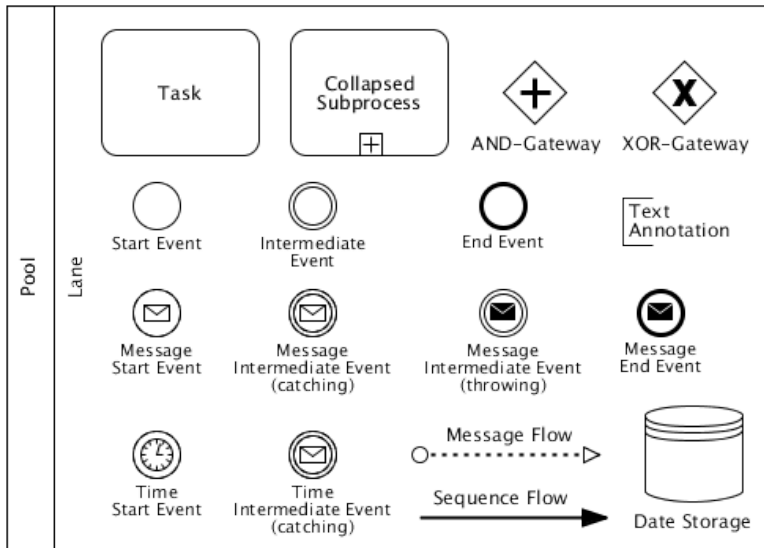 Pool
Lane
Task
Collapsed
Subprocess
AND-Gateway
XOR-Gateway
Start Event
Intermediate
Event
End Event
Text
Annotation
Message
Start Event
Message
Intermediate Event
(catching)
Message
Intermediate Event
(throwing)
Message
End Event
Time
Start Event
Time
Intermediate Event
(catching)
Message Flow
Sequence Flow
Date Storage